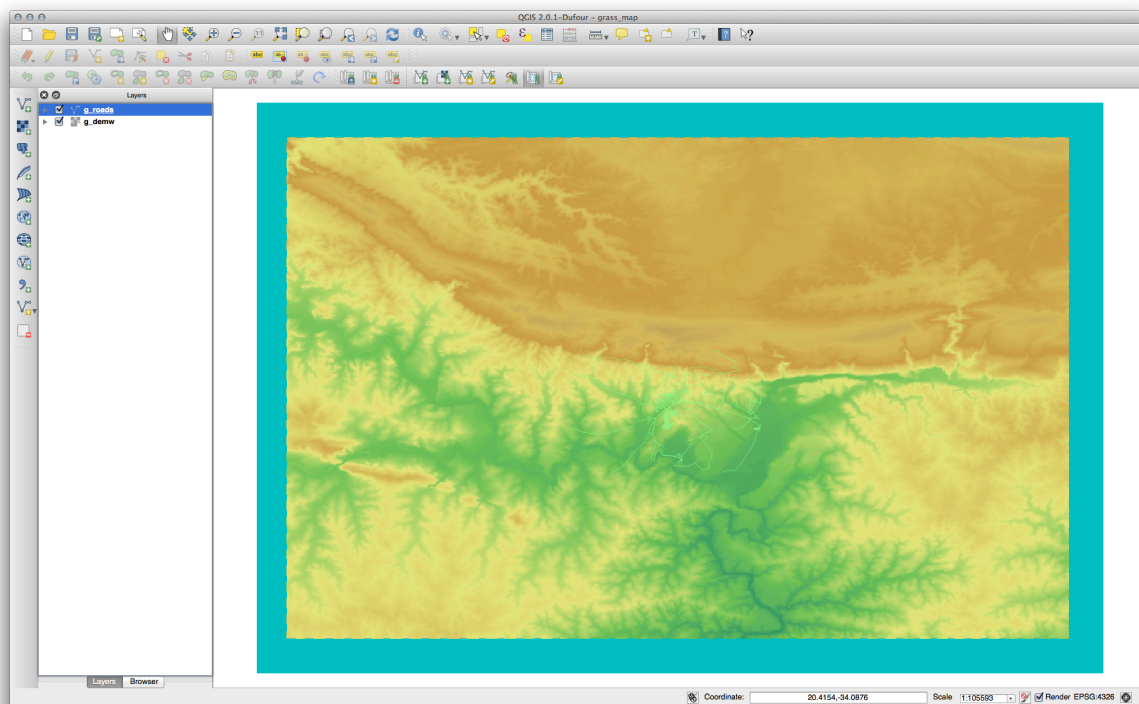 QGIS 2.0.1-Dufour – grass_map
Layers
g_roads
g_demw
Layers Browser
Coordinate: 20.4154,-34.0876 Scale 1:105593 Render EPSG:4326